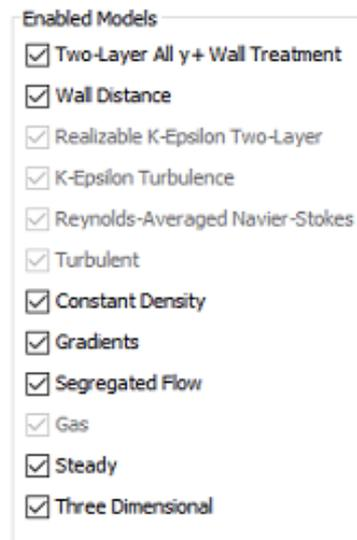 Enabled Models
Two-Layer All y+ Wall Treatment
Wall Distance
Realizable K-Epsilon Two-Layer
K-Epsilon Turbulence
Reynolds-Averaged Navier-Stokes
Turbulent
Constant Density
Gradients
Segregated Flow
Gas
Steady
Three Dimensional